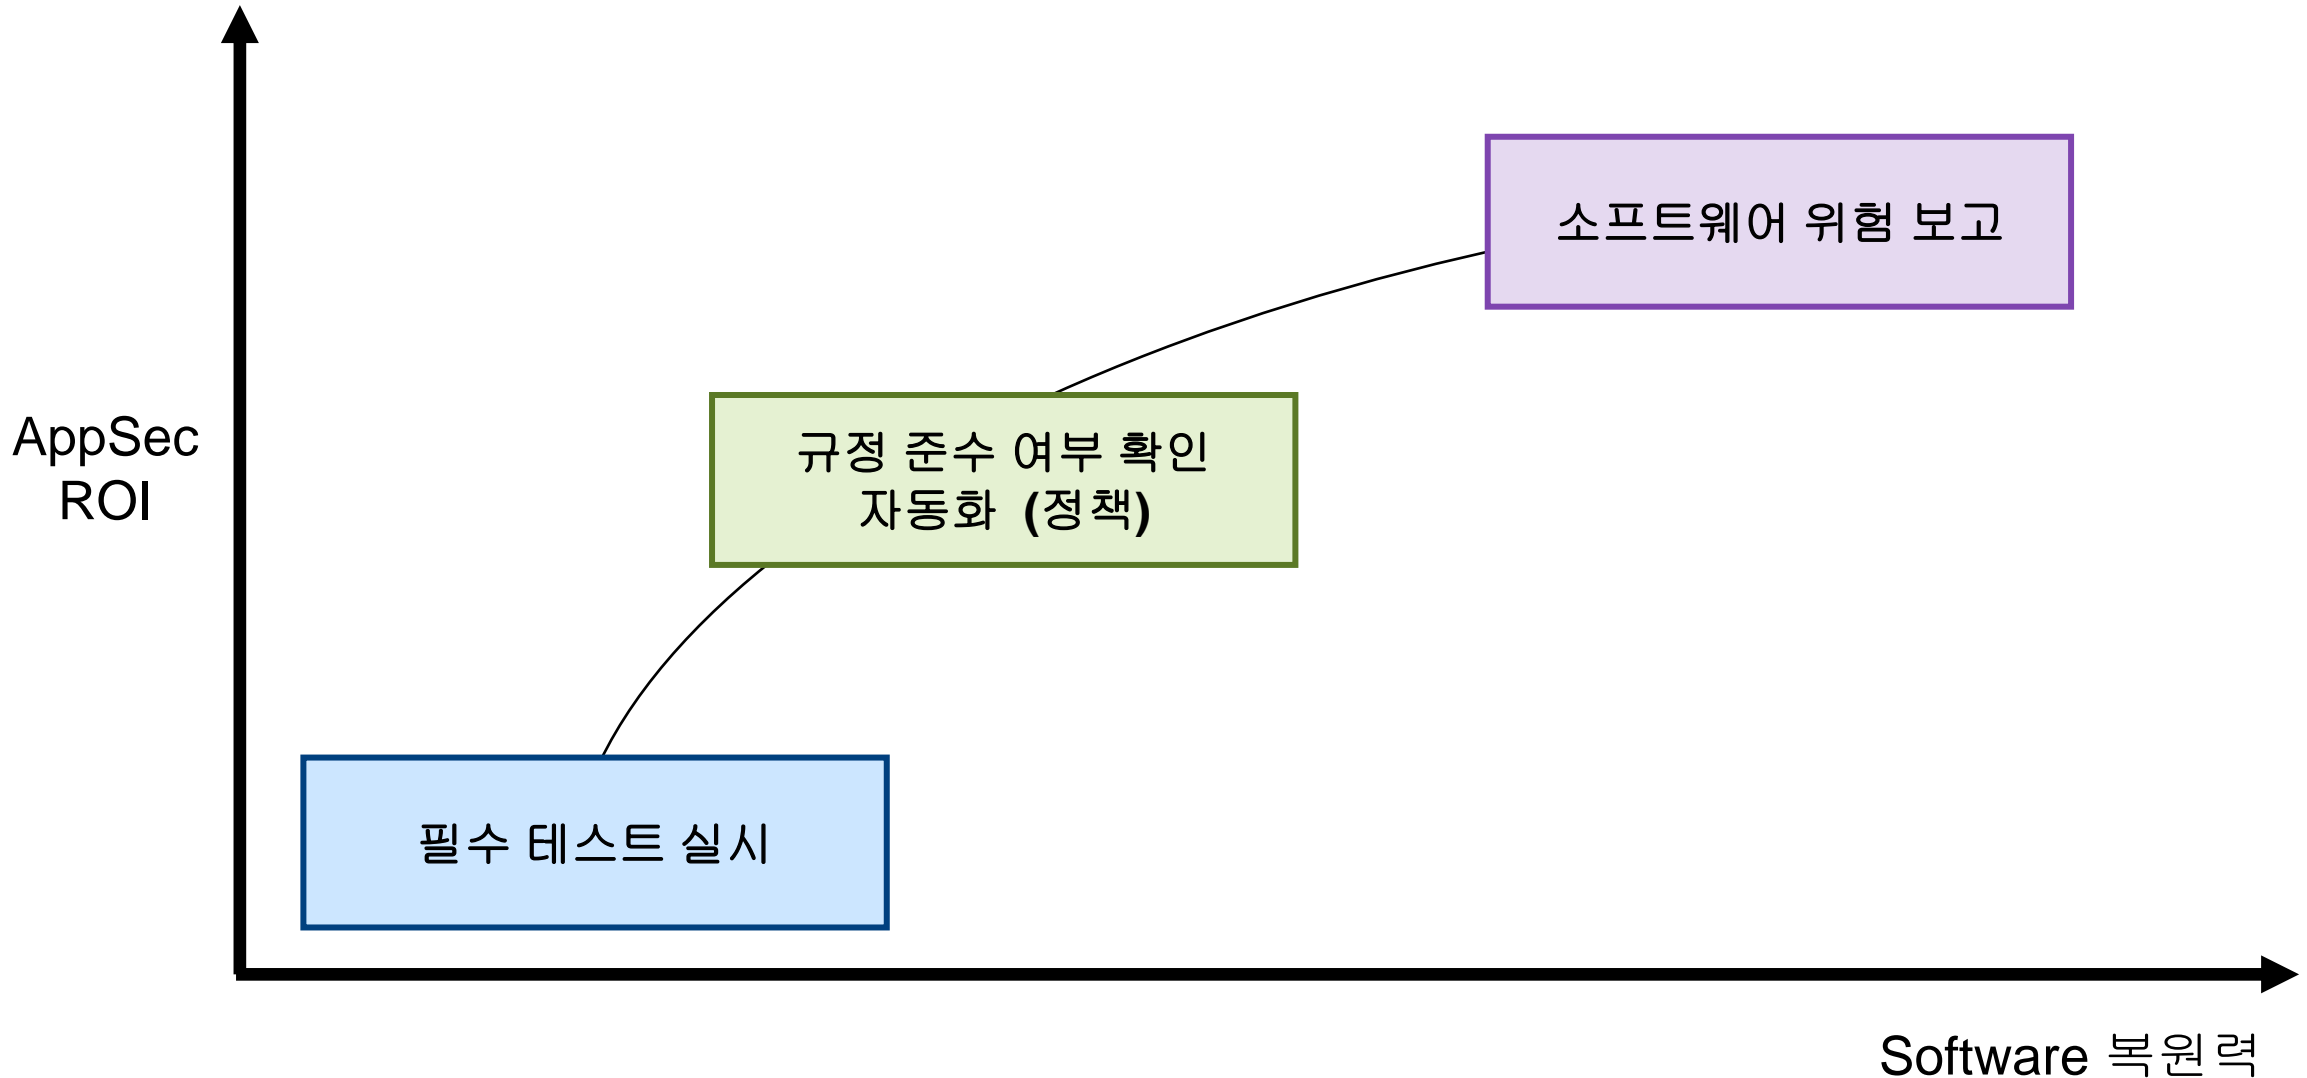 소프트웨어 위험 보고
AppSec
ROI
규정 준수 여부 확인
자동화 (정책)
필수 테스트 실시
Software 복원력